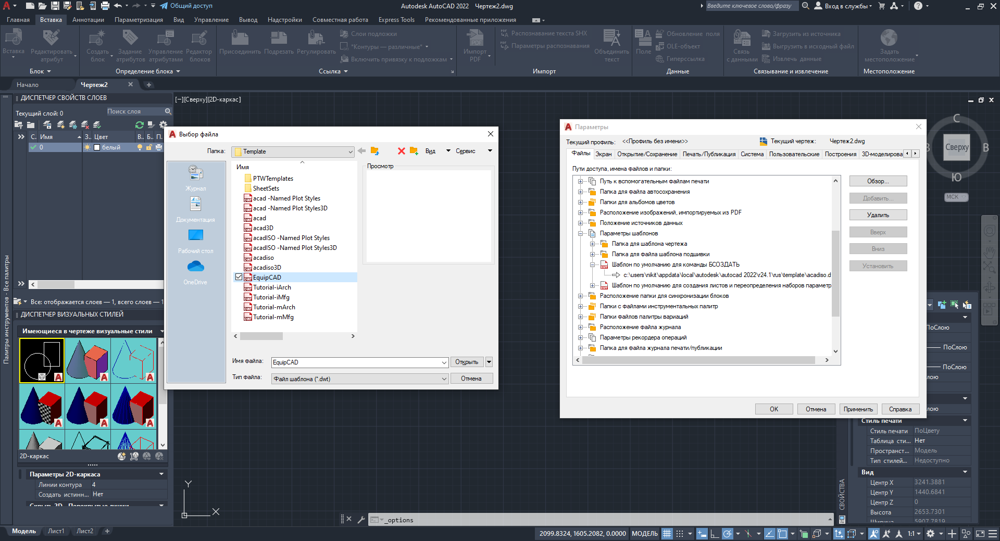 Общий доступ
Autodesk AutoCAD 2022 Чертеж2.dwg
Введите ключевое слово/фразу
Вход в службы
Главная Вставка Аннотации Параметризация Вид Управление Вывод Надстройки Совместная работа Express Tools Рекомендованные приложения
Вставка
Редактировать атрибут
Создать блок
Задание атрибутов
Управление атрибутами
Редактор блоков
Присоединить
Подрезать
Регулировать
Слои подложки
*Контуры — различные*
Включить привязку к подложкам
Импорт PDF
Распознавание текста SHX
Параметры распознавания
Объединить текст
Поле
Обновление поля
OLE-объект
Гиперссылка
Связь с данными
Загрузить из источника
Выгрузить в исходный файл
Извлечь данные
Задать местоположение
Блок
Определение блока
Ссылка
Импорт
Данные
Связывание и извлечение
Местоположение
Начало
Чертеж2
ДИСПЕТЧЕР СВОЙСТВ СЛОЕВ
Текущий слой: 0
Поиск слоя
С. Имя З.. Цвет В.. Б.. П.
0 белый
Все: отображается слоев — 1, всего слоев — 1
ДИСПЕТЧЕР ВИЗУАЛЬНЫХ СТИЛЕЙ
Имеющиеся в чертеже визуальные стили
2D-каркас
Параметры 2D-каркаса
Линии контура 4
Создать истинн... Нет
Скрыть 2D - Перекрытые линии
Палитры инструментов - Все палитры
[−][Сверху][2D-каркас]
Выбор файла
Папка: Template
Вид
Сервис
Журнал
Документация
Рабочий стол
OneDrive
Имя
PTWTemplates
SheetSets
acad -Named Plot Styles
acad -Named Plot Styles3D
acad
acad3D
acadISO -Named Plot Styles
acadISO -Named Plot Styles3D
acadiso
acadiso3D
EquipCAD
Tutorial-iArch
Tutorial-iMfg
Tutorial-mArch
Tutorial-mMfg
Просмотр
Имя файла: EquipCAD
Открыть
Тип файла: Файл шаблона (*.dwt)
Отмена
Параметры
Текущий профиль: <<Профиль без имени>>
Текущий чертеж: Чертеж2.dwg
Файлы Экран Открытие/Сохранение Печать/Публикация Система Пользовательские Построения 3D-моделирова
Пути доступа, имена файлов и папки:
Путь к вспомогательным файлам печати
Папка для файла автосохранения
Папки для альбомов цветов
Расположение изображений, импортируемых из PDF
Положение источников данных
Параметры шаблонов
Папка для шаблона чертежа
Папка для файла шаблона подшивки
Шаблон по умолчанию для команды БСОЗДАТЬ
c:\users\nikit\appdata\local\autodesk\autocad 2022\r24.1\rus\template\acadiso.d
Шаблон по умолчанию для создания листов и переопределения наборов параметр
Расположение папки для синхронизации блоков
Папки с файлами инструментальных палитр
Папки файлов палитры вариаций
Расположение файла журнала
Параметры рекордера операций
Папка для файла журнала печати/публикации
Обзор...
Добавить...
Удалить
Вверх
Вниз
Установить
OK
Отмена
Применить
Справка
С
Сверху
В
В
Ю
МСК
ПоСлою
ПоСлою
ПоСлою
лою
лою
Стиль печати
Стиль печати ПоЦвету
Таблица сти... Нет
Пространст... Модель
Тип стилей... Недоступно
Вид
Центр X 3241.3881
Центр Y 1440.6841
Центр Z 0
Высота 2653.7301
Ширина 5907.7819
СВОЙСТВА
Y
X
_options
Модель Лист1 Лист2
2099.8324, 1605.2082, 0.0000 МОДЕЛЬ
1:1